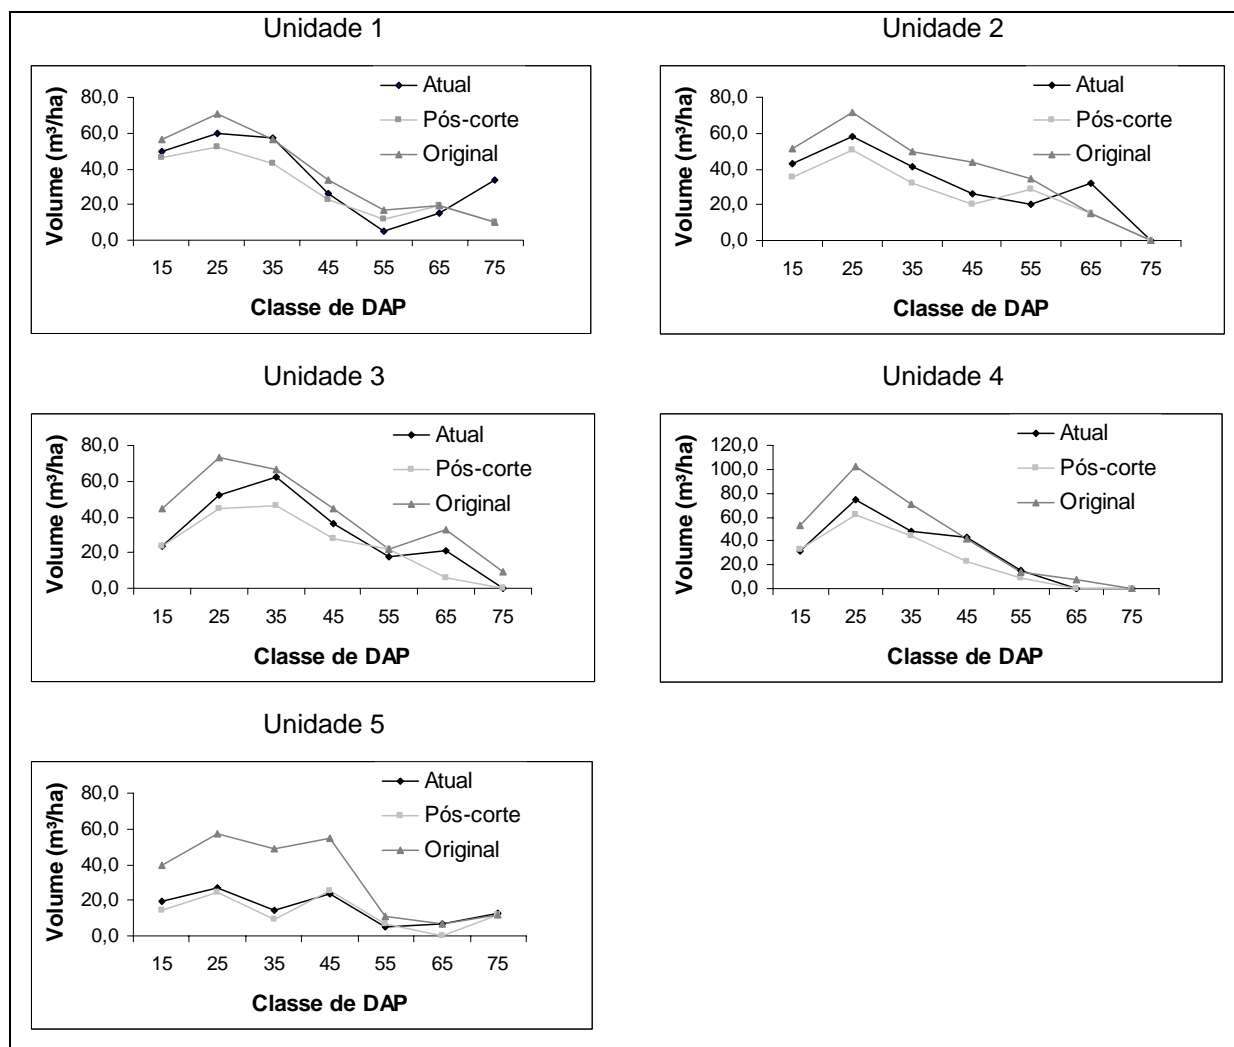 Unidade 1
Atual
Pós-corte
Original
Volume (m³/ha)
80,0
60,0
40,0
20,0
0,0
15 25 35 45 55 65 75
Classe de DAP
Unidade 2
Atual
Pós-corte
Original
Volume (m³/ha)
80,0
60,0
40,0
20,0
0,0
15 25 35 45 55 65 75
Classe de DAP
Unidade 3
Atual
Pós-corte
Original
Volume (m³/ha)
80,0
60,0
40,0
20,0
0,0
15 25 35 45 55 65 75
Classe de DAP
Unidade 4
Atual
Pós-corte
Original
Volume (m³/ha)
120,0
100,0
80,0
60,0
40,0
20,0
0,0
15 25 35 45 55 65 75
Classe de DAP
Unidade 5
Atual
Pós-corte
Original
Volume (m³/ha)
80,0
60,0
40,0
20,0
0,0
15 25 35 45 55 65 75
Classe de DAP